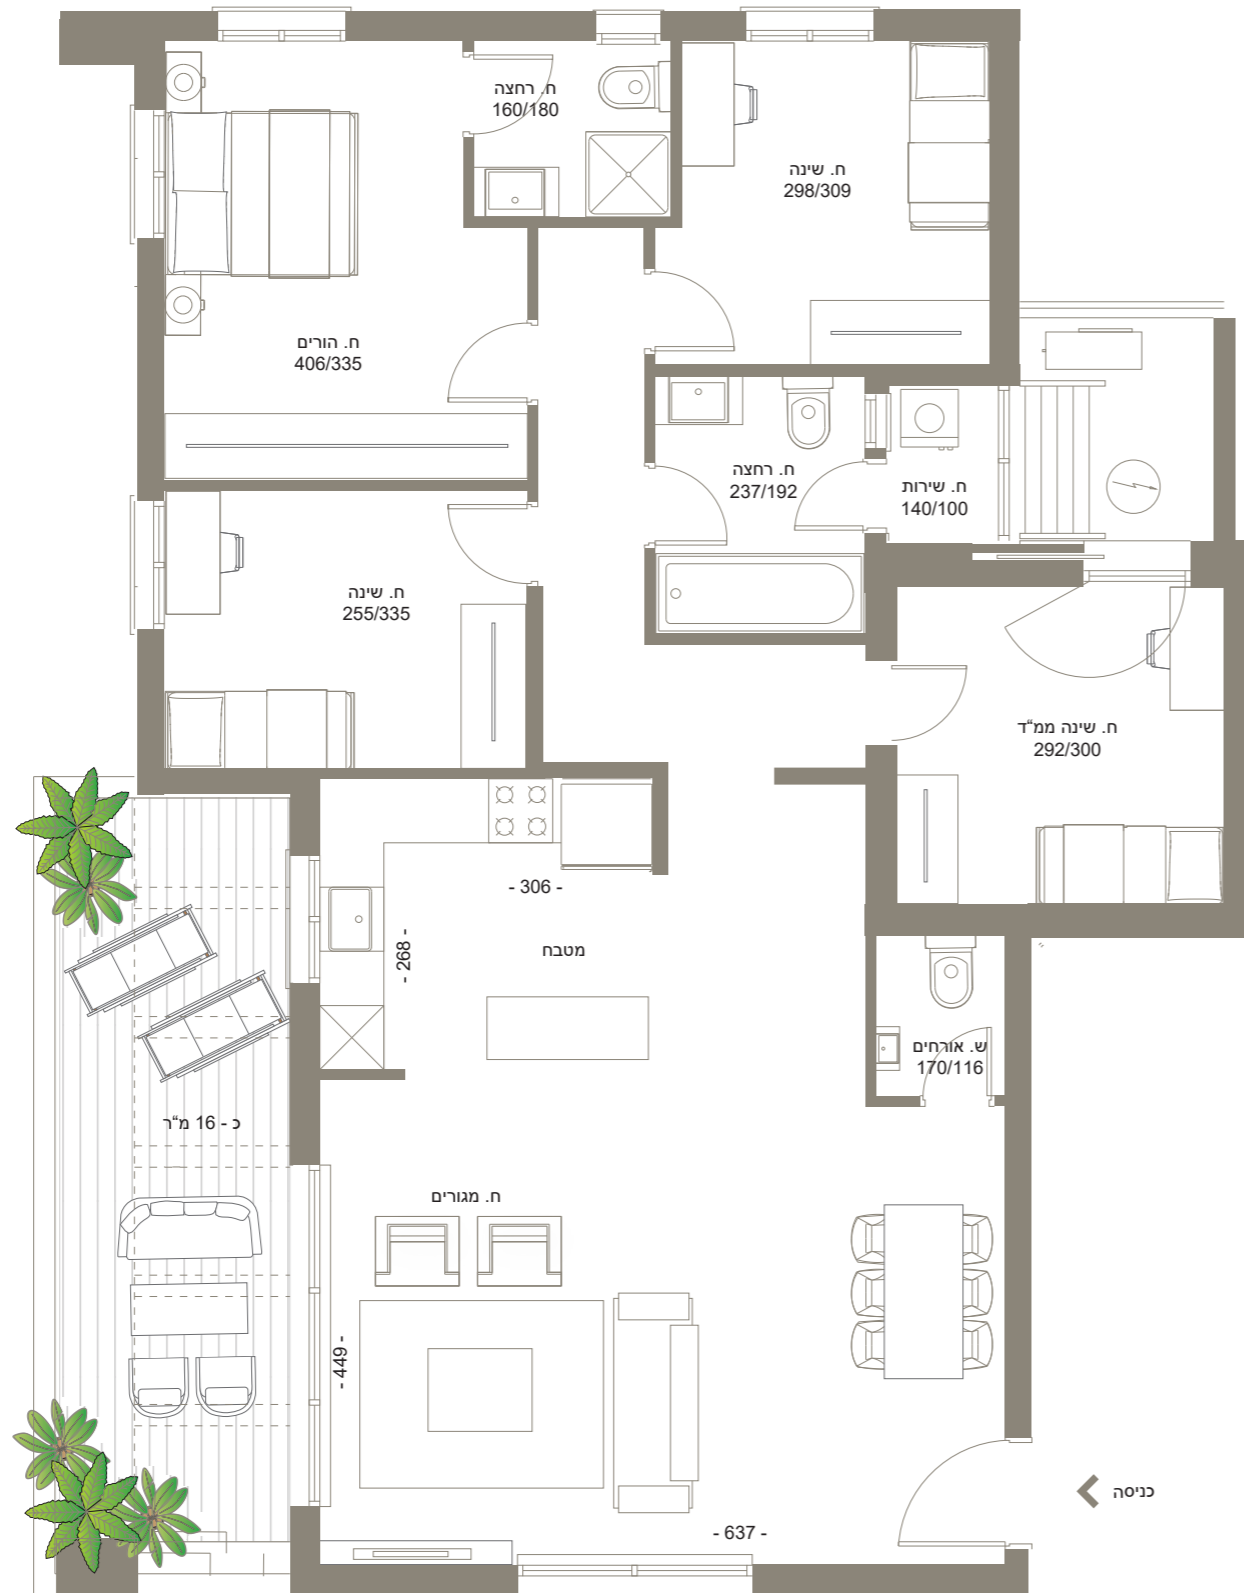 ח. רחצה
160/180
ח. שינה
298/309
ח. הורים
406/335
ח. רחצה
237/192
ח. שירות
140/100
ח. שינה
255/335
ח. שינה ממ"ד
292/300
- 306 -
- 268 -
מטבח
ש. אורחים
170/116
כ - 16 מ"ר
ח. מגורים
- 449 -
כניסה
- 637 -